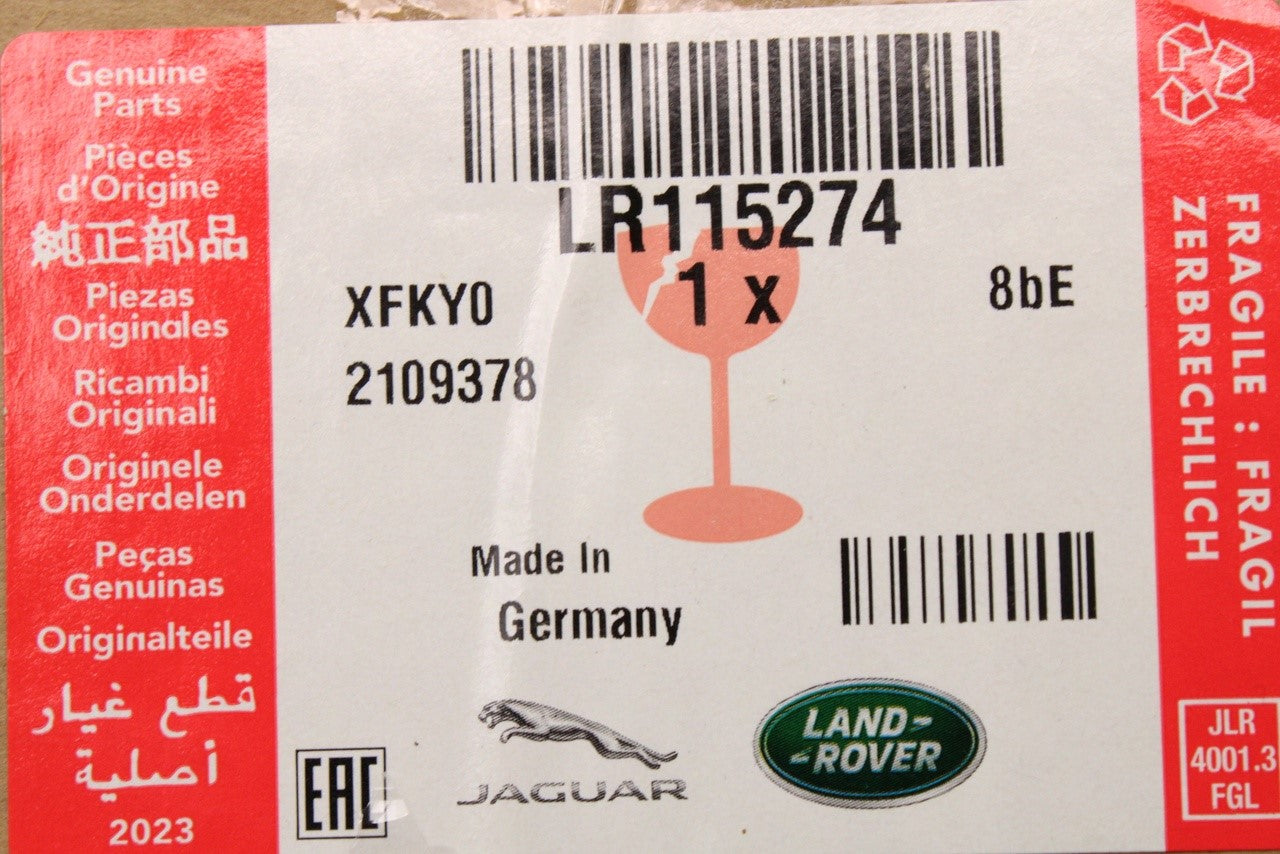 Genuine
Parts
Pièces
d'Origine
純正部品
Piezas
Originales
Ricambi
Originali
Originele
Onderdelen
Peças
Genuinas
Originalteile
قطع غيار
أصلية
2023
LR115274
1 x
XFKY0
8bE
2109378
Made In
Germany
EAC
JAGUAR
LAND-
-ROVER
FRAGILE : FRAGIL
ZERBRECHLICH
JLR
4001.3
FGL